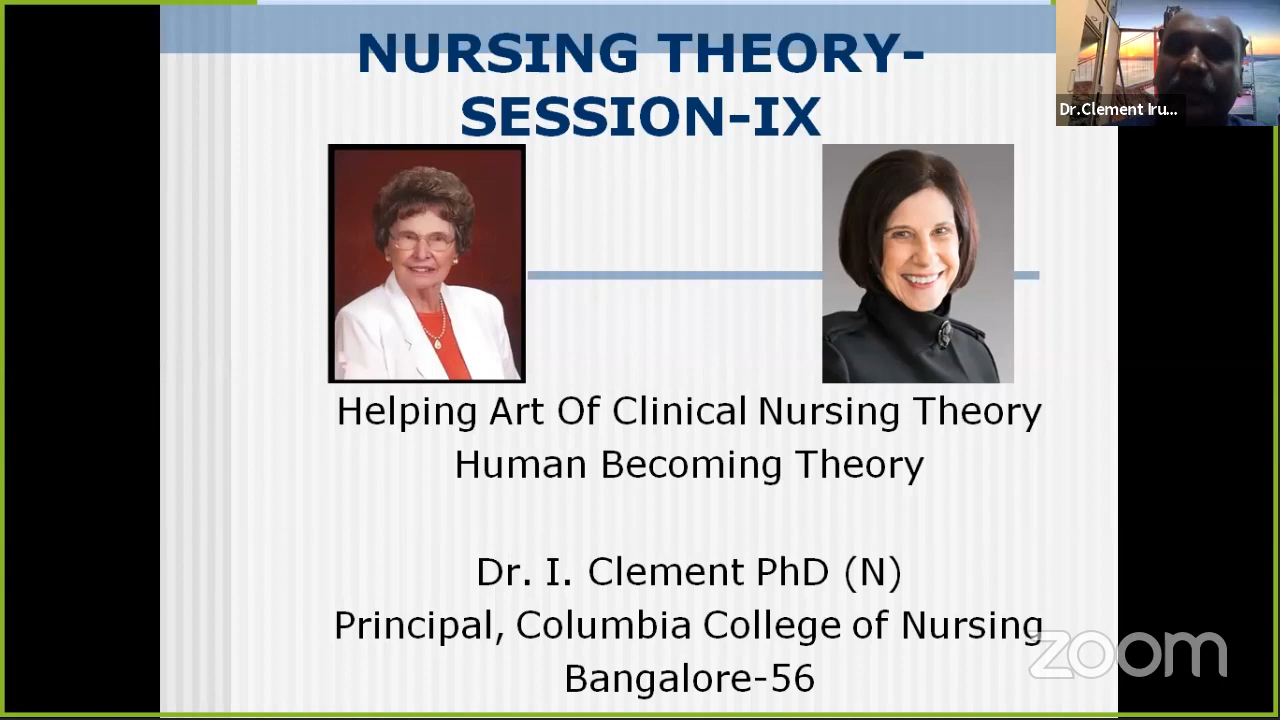 NURSING THEORY-
SESSION-IX
Dr.Clement Iru...
Helping Art Of Clinical Nursing Theory
Human Becoming Theory
Dr. I. Clement PhD (N)
Principal, Columbia College of Nursing
Bangalore-56
zoom